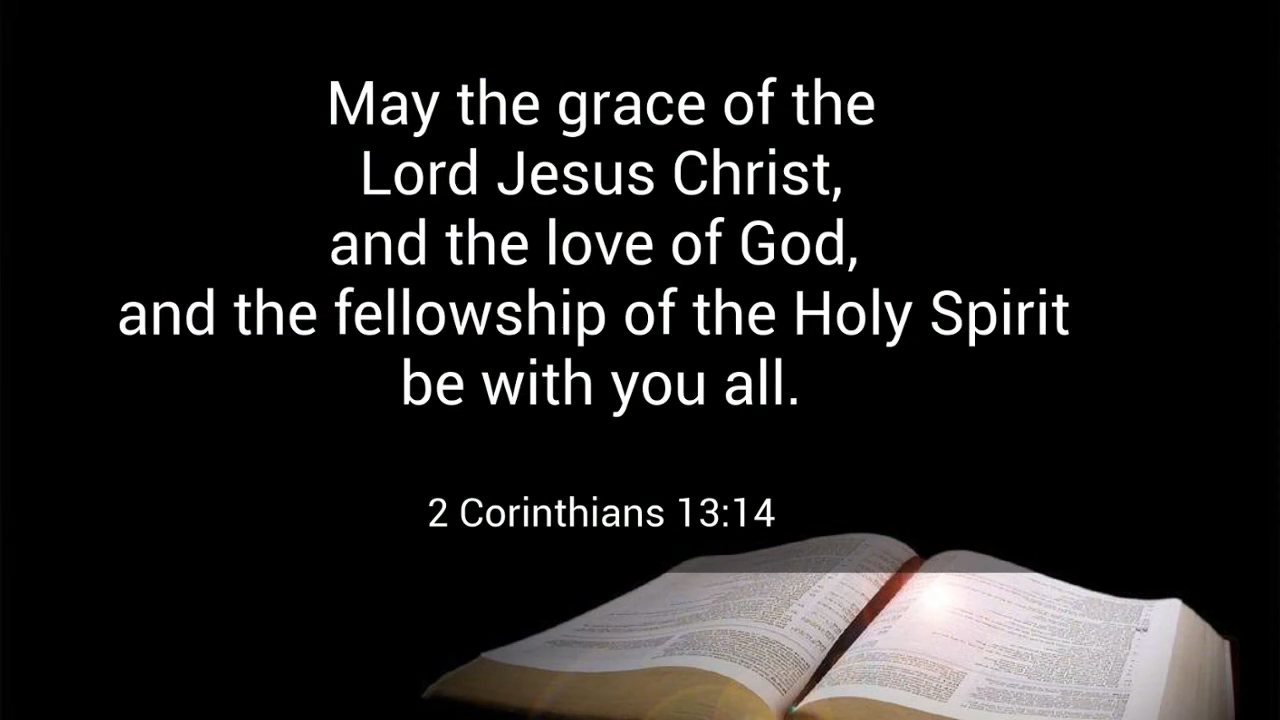 May the grace of the
Lord Jesus Christ,
and the love of God,
and the fellowship of the Holy Spirit
be with you all.
2 Corinthians 13:14